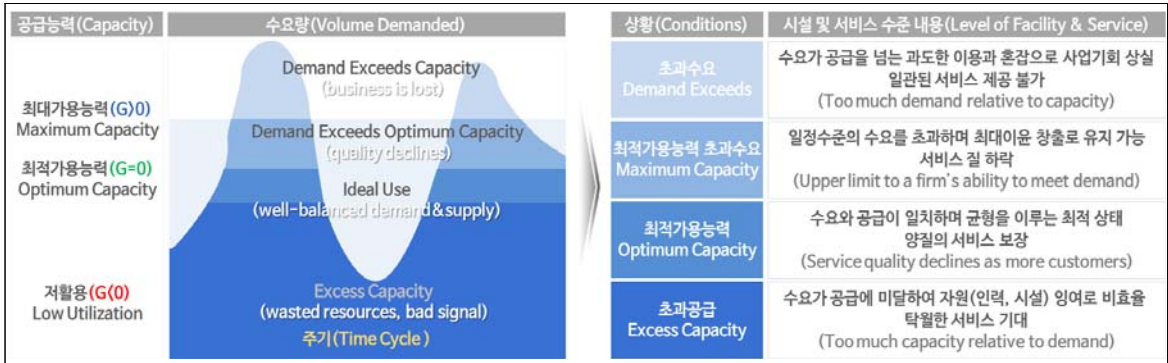 공급능력(Capacity)
수요량(Volume Demanded)
최대가용능력(G>0)
Maximum Capacity
최적가용능력(G=0)
Optimum Capacity
저활용(G<0)
Low Utilization
Demand Exceeds Capacity
(business is lost)
Demand Exceeds Optimum Capacity
(quality declines)
Ideal Use
(well-balanced demand&supply)
Excess Capacity
(wasted resources, bad signal)
주기(Time Cycle )
상황(Conditions)
시설 및 서비스 수준 내용(Level of Facility & Service)
초과수요
Demand Exceeds
수요가 공급을 넘는 과도한 이용과 혼잡으로 사업기회 상실
일관된 서비스 제공 불가
(Too much demand relative to capacity)
최적가용능력 초과수요
Maximum Capacity
일정수준의 수요를 초과하며 최대이윤 창출로 유지 가능
서비스 질 하락
(Upper limit to a firm's ability to meet demand)
최적가용능력
Optimum Capacity
수요와 공급이 일치하며 균형을 이루는 최적 상태
양질의 서비스 보장
(Service quality declines as more customers)
초과공급
Excess Capacity
수요가 공급에 미달하여 자원(인력, 시설) 잉여로 비효율
탁월한 서비스 기대
(Too much capacity relative to demand)